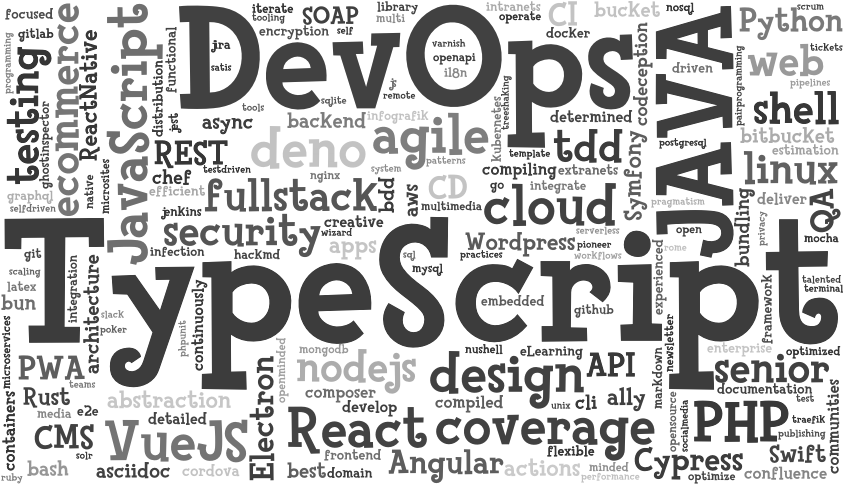 focused
gitlab
programming
testing
ghostinspector
ecommerce
ReactNative
native
microsites
graphql
selfdriven
JavaScript
distribution
functional
jest
iterate
tooling
SOAP
encryption
self
library
multi
intranets
operate
CI
bucket
nosql
docker
scrum
Python
tickets
DevOps
jira
satis
varnish
openapi
i18n
js
remote
sqlite
tools
async
backend
infografik
agile
patterns
Kubernetes
treeshaking
template
determined
codeception
driven
JAVA
pairprogramming
web
pipelines
shell
bitbucket
estimation
postgresql
linux
REST
testdriven
chef
efficient
deno
nginx
system
tdd
compiling
extranets
integrate
go
Symfony
pragmatism
deliver
bundling
privacy
QA
mocha
fullstack
bdd
aws
CD
multimedia
cloud
serverless
jenkins
security
creative
wizard
infection
hackmd
apps
sql
mysql
Wordpress
practices
pioneer
workflows
open
rome
experienced
TypeScript
git
scaling
latex
bun
integration
architecture
slack
poker
phpunit
continuously
embedded
github
framework
talented
terminal
microservices
containers
PWA
teams
Rust
media
e2e
CMS
solr
ruby
bash
asciidoc
cordova
abstraction
detailed
VueJS
Electron
openminded
mongodb
nodejs
composer
develop
React
frontend
best
domain
nushell
eLearning
design
API
compiled
unix
cli
ally
coverage
Angular
actions
flexible
minded
performance
markdown
newsletter
enterprise
optimized
senior
documentation
test
opensource
socialmedia
PHP
traefik
publishing
communities
Cypress
optimize
Swift
confluence